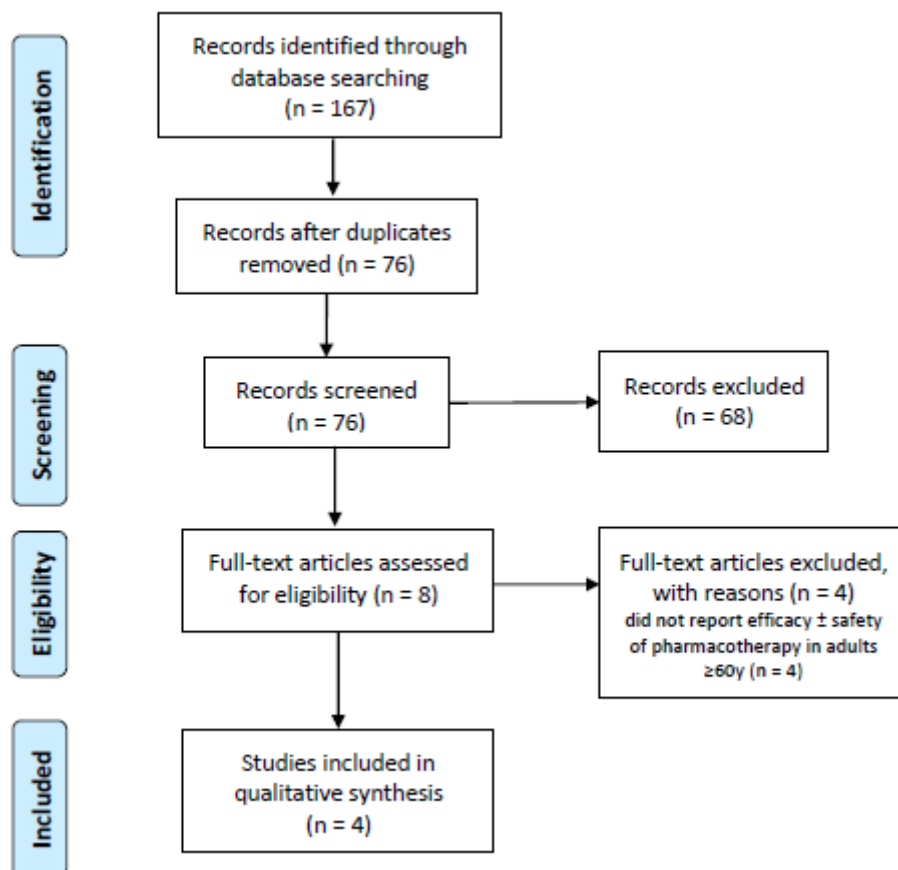 Identification
Records identified through
database searching
(n = 167)
Records after duplicates
removed (n = 76)
Screening
Records screened
(n = 76)
Records excluded
(n = 68)
Eligibility
Full-text articles assessed
for eligibility (n = 8)
Full-text articles excluded,
with reasons (n = 4)
did not report efficacy ± safety
of pharmacotherapy in adults
≥60y (n = 4)
Included
Studies included in
qualitative synthesis
(n = 4)